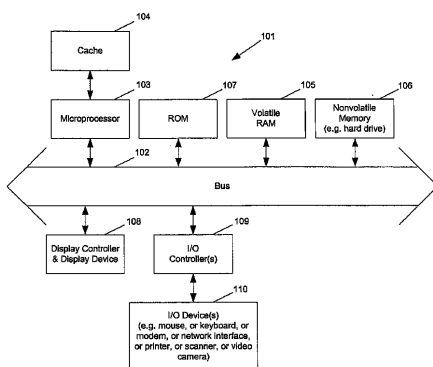 104
Cache
101
103
107
105
106
Microprocessor
ROM
Volatile
RAM
Nonvolatile
Memory
(e.g. hard drive)
102
Bus
108
109
Display Controller
& Display Device
I/O
Controller(s)
110
I/O Device(s)
(e.g. mouse, or keyboard, or
modem, or network interface,
or printer, or scanner, or video
camera)